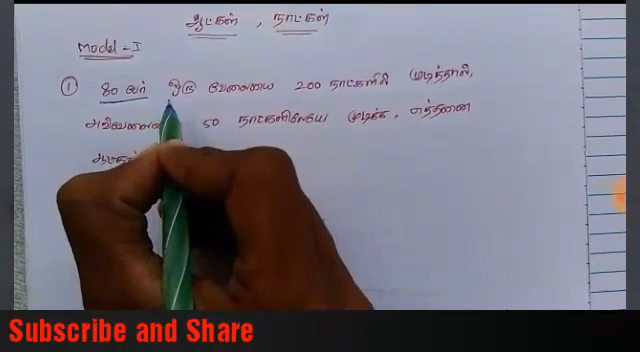 ஆட்கள் , நாட்கள்
Model - I
① 80 பேர் ஒரு வேலையை 200 நாட்களில் முடித்தால்,
50 நாட்களிலேயே முடிக்க, எத்தனை
Subscribe and Share